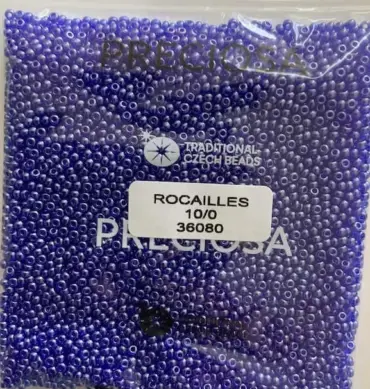 PRECIOSA
TRADITIONAL
CZECH BEADS
ROCAILLES
10/0
36080
PRECIOSA